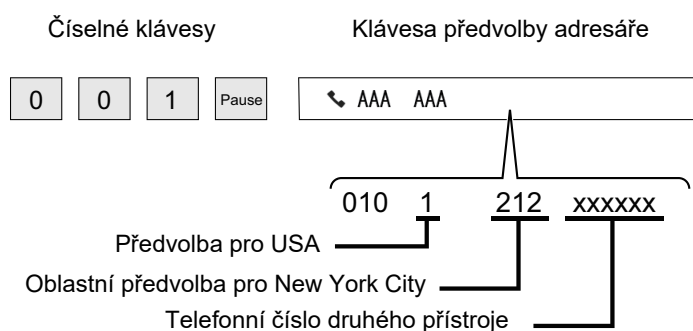 Číselné klávesy Klávesa předvolby adresáře
0 0 1 Pause AAA AAA
010 1 212 xxxxxx
Předvolba pro USA
Oblastní předvolba pro New York City
Telefonní číslo druhého přístroje